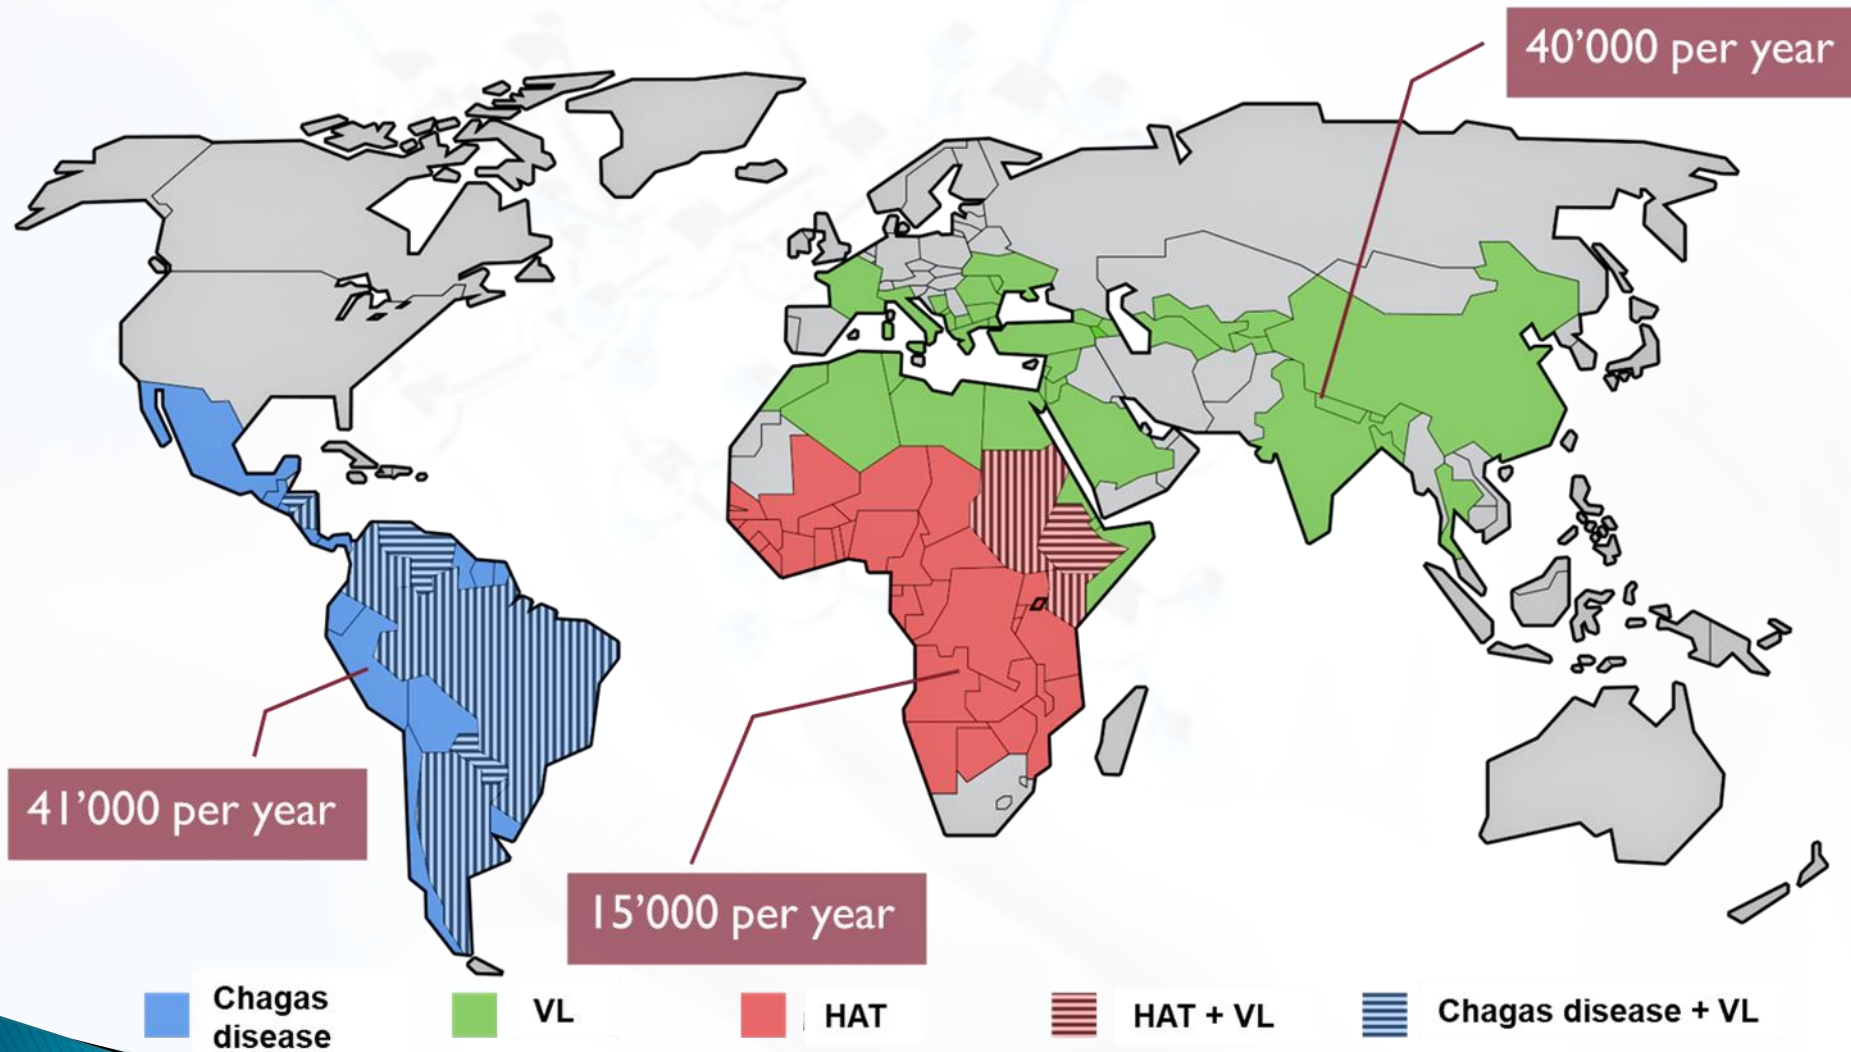 40’000 per year
41’000 per year
15’000 per year
Chagas
disease
VL
HAT
HAT + VL
Chagas disease + VL